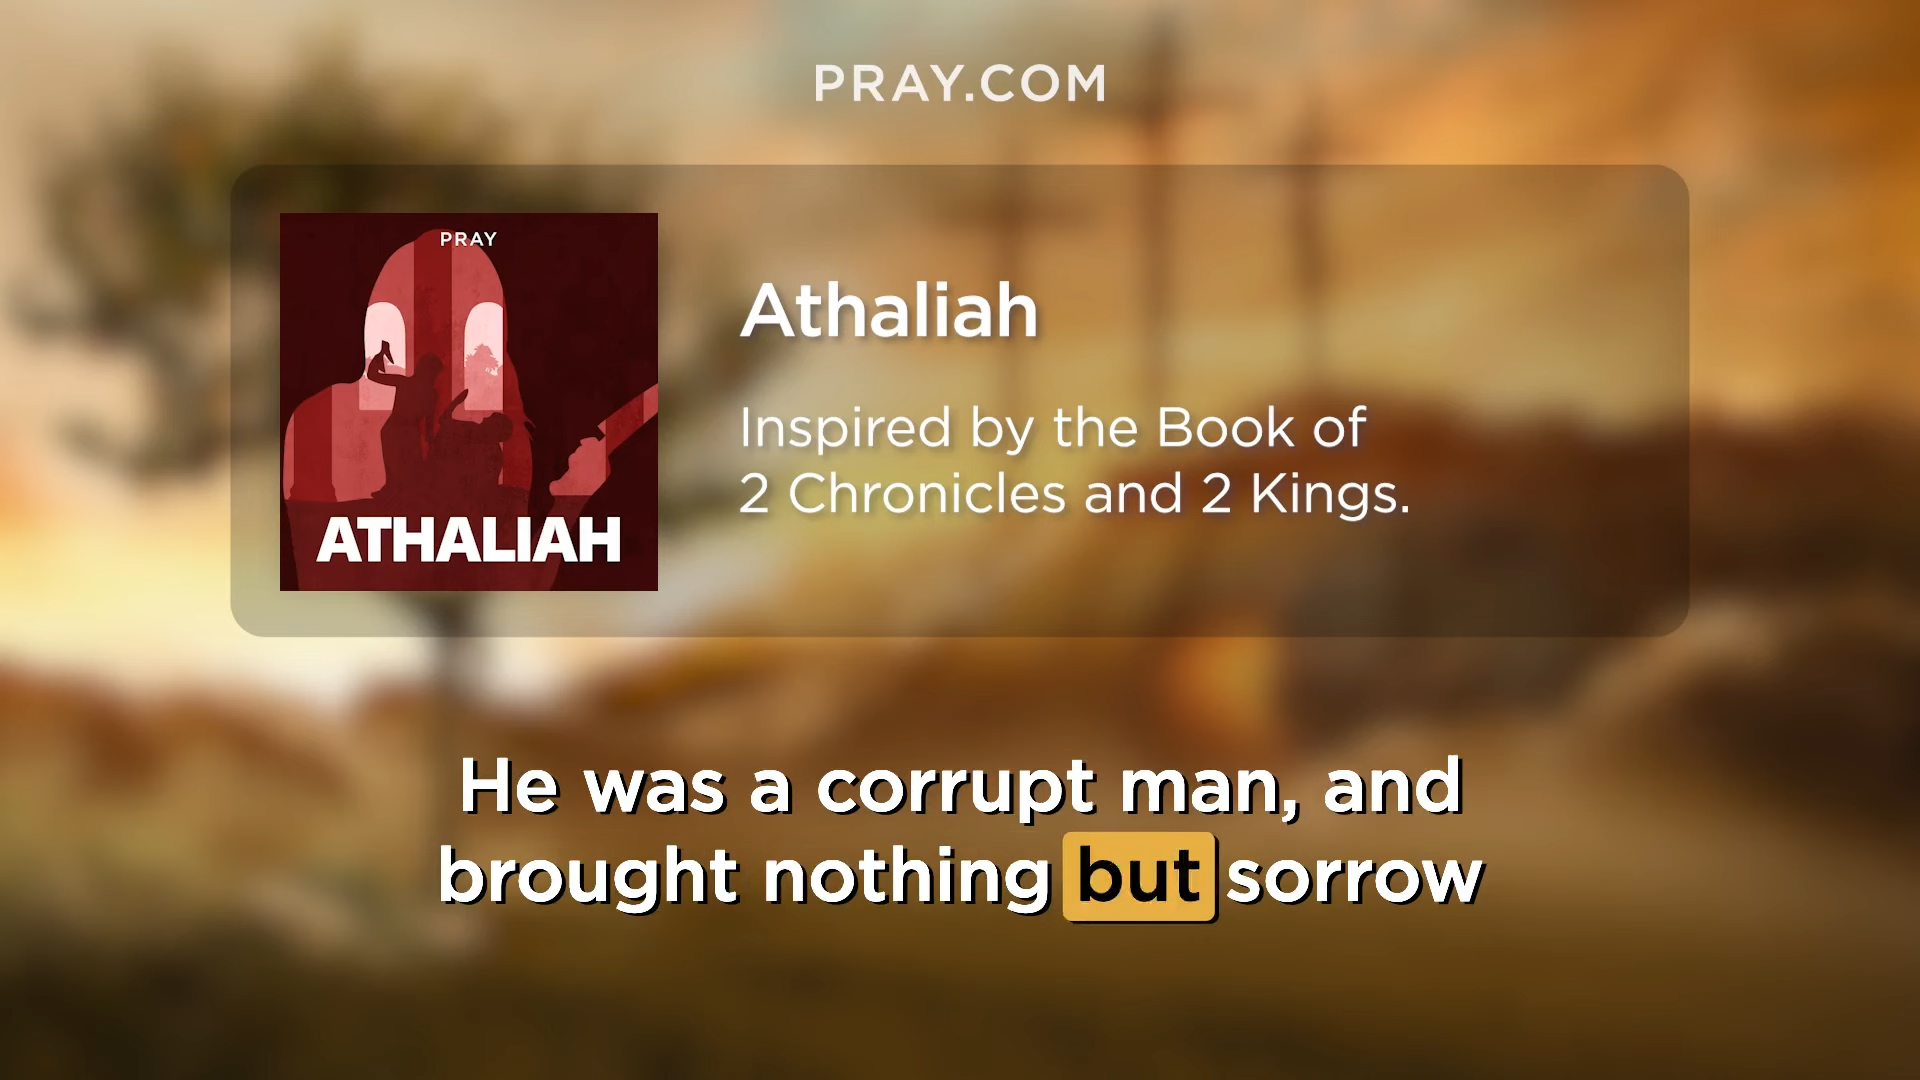 PRAY.COM
PRAY
ATHALIAH
Athaliah
Inspired by the Book of
2 Chronicles and 2 Kings.
He was a corrupt man, and
brought nothing but sorrow